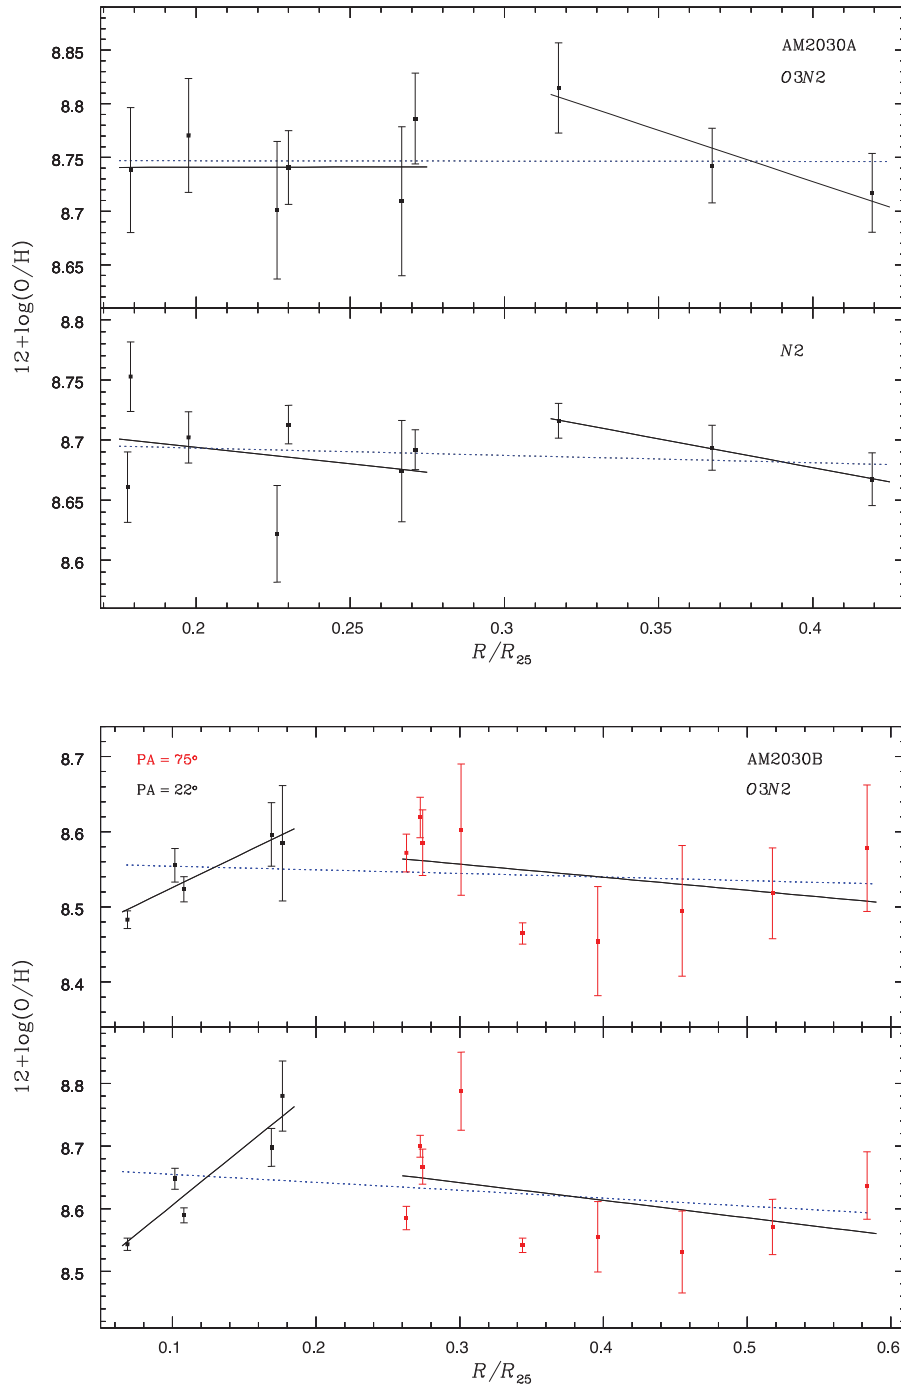 AM2030A
O3N2
8.85
8.8
8.75
8.7
8.65
12+log(O/H)
N2
8.8
8.75
8.7
8.65
8.6
0.2 0.25 0.3 0.35 0.4
R/R25
PA = 75° AM2030B
PA = 22° O3N2
8.7
8.6
8.5
8.4
12+log(O/H)
8.8
8.7
8.6
8.5
0.1 0.2 0.3 0.4 0.5 0.6
R/R25